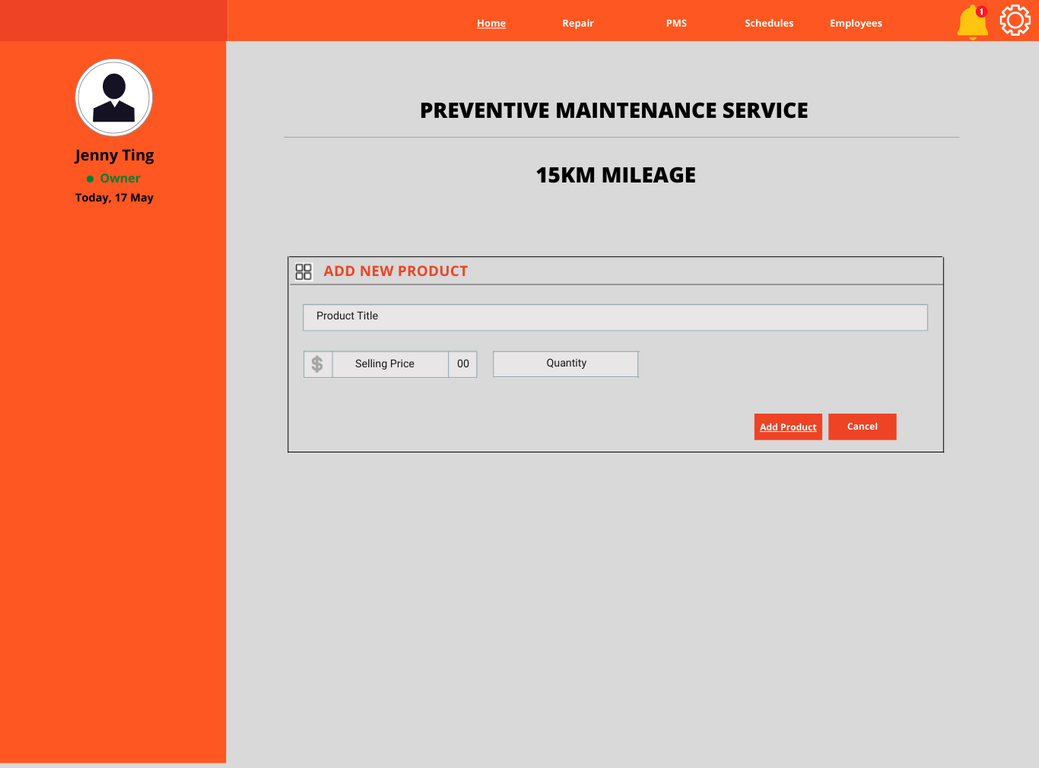 Home Repair PMS Schedules Employees 1
Jenny Ting
Owner
Today, 17 May
PREVENTIVE MAINTENANCE SERVICE
15KM MILEAGE
ADD NEW PRODUCT
Product Title
$ Selling Price 00 Quantity
Add Product Cancel